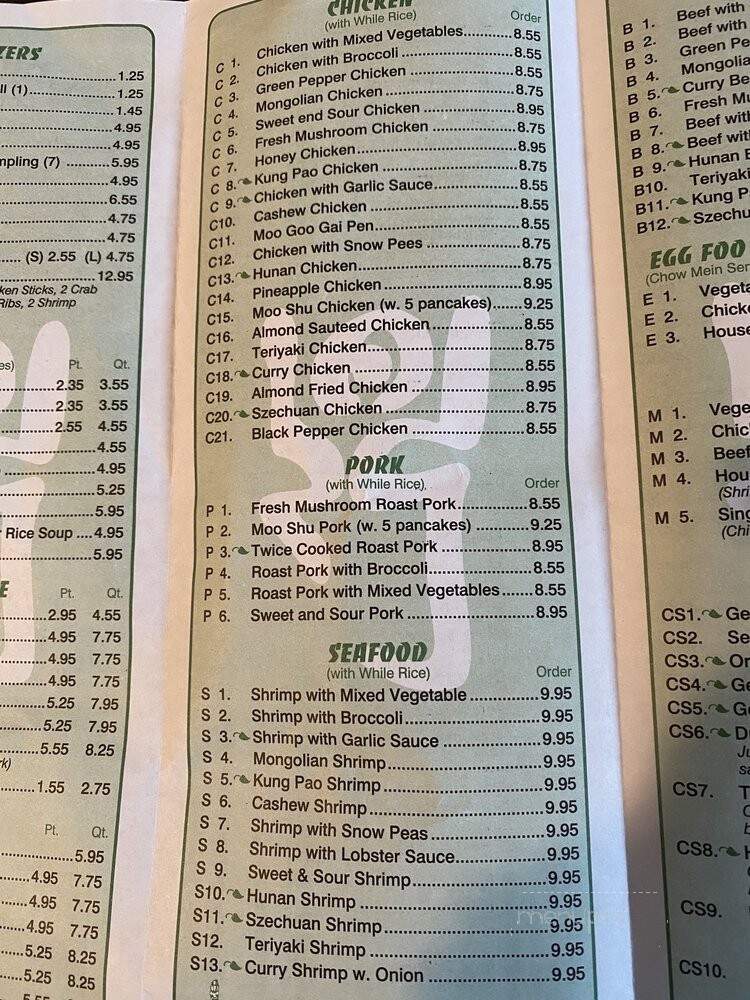 ZERS
1.25
ll (1) 1.25
1.45
4.95
4.95
mpling (7) 5.95
4.95
6.55
4.75
4.75
(S) 2.55 (L) 4.75
12.95
ken Sticks, 2 Crab
Ribs, 2 Shrimp
es) Pt. Qt.
2.35 3.55
2.35 3.55
2.55 4.55
4.55
4.95
5.25
5.95
Rice Soup 4.95
5.95
E Pt. Qt.
2.95 4.55
4.95 7.75
4.95 7.75
4.95 7.75
5.25 7.95
5.25 7.95
5.55 8.25
rk)
1.55 2.75
Pt. Qt.
5.95
4.95 7.75
4.95 7.75
4.95 7.75
5.25 8.25
5.25 8.25
CHICKEN
(with While Rice) Order
C 1. Chicken with Mixed Vegetables 8.55
C 2. Chicken with Broccoli 8.55
C 3. Green Pepper Chicken 8.55
C 4. Mongolian Chicken 8.75
C 5. Sweet end Sour Chicken 8.95
C 6. Fresh Mushroom Chicken 8.75
C 7. Honey Chicken 8.95
C 8. Kung Pao Chicken 8.75
C 9. Chicken with Garlic Sauce 8.55
C10. Cashew Chicken 8.55
C11. Moo Goo Gai Pen 8.55
C12. Chicken with Snow Pees 8.75
C13. Hunan Chicken 8.75
C14. Pineapple Chicken 8.95
C15. Moo Shu Chicken (w. 5 pancakes) 9.25
C16. Almond Sauteed Chicken 8.55
C17. Teriyaki Chicken 8.75
C18. Curry Chicken 8.55
C19. Almond Fried Chicken 8.95
C20. Szechuan Chicken 8.75
C21. Black Pepper Chicken 8.55
PORK
(with While Rice) Order
P 1. Fresh Mushroom Roast Pork 8.55
P 2. Moo Shu Pork (w. 5 pancakes) 9.25
P 3. Twice Cooked Roast Pork 8.95
P 4. Roast Pork with Broccoli 8.55
P 5. Roast Pork with Mixed Vegetables 8.55
P 6. Sweet and Sour Pork 8.95
SEAFOOD
(with While Rice) Order
S 1. Shrimp with Mixed Vegetable 9.95
S 2. Shrimp with Broccoli 9.95
S 3. Shrimp with Garlic Sauce 9.95
S 4. Mongolian Shrimp 9.95
S 5. Kung Pao Shrimp 9.95
S 6. Cashew Shrimp 9.95
S 7. Shrimp with Snow Peas 9.95
S 8. Shrimp with Lobster Sauce 9.95
S 9. Sweet & Sour Shrimp 9.95
S10. Hunan Shrimp 9.95
S11. Szechuan Shrimp 9.95
S12. Teriyaki Shrimp 9.95
S13. Curry Shrimp w. Onion 9.95
B 1. Beef with
B 2. Beef with
B 3. Green Pe
B 4. Mongolia
B 5. Curry Be
B 6. Fresh Mu
B 7. Beef with
B 8. Beef with
B 9. Hunan B
B10. Teriyaki
B11. Kung P
B12. Szechu
EGG FOO
(Chow Mein Ser
E 1. Vegeta
E 2. Chicke
E 3. House
M 1. Vege
M 2. Chic
M 3. Beef
M 4. Hou
(Shri
M 5. Sing
(Chi
CS1. Ge
CS2. Se
CS3. Or
CS4. Ge
CS5. G
CS6. D
Ju
sa
CS7. T
CS8. H
CS9.
CS10.